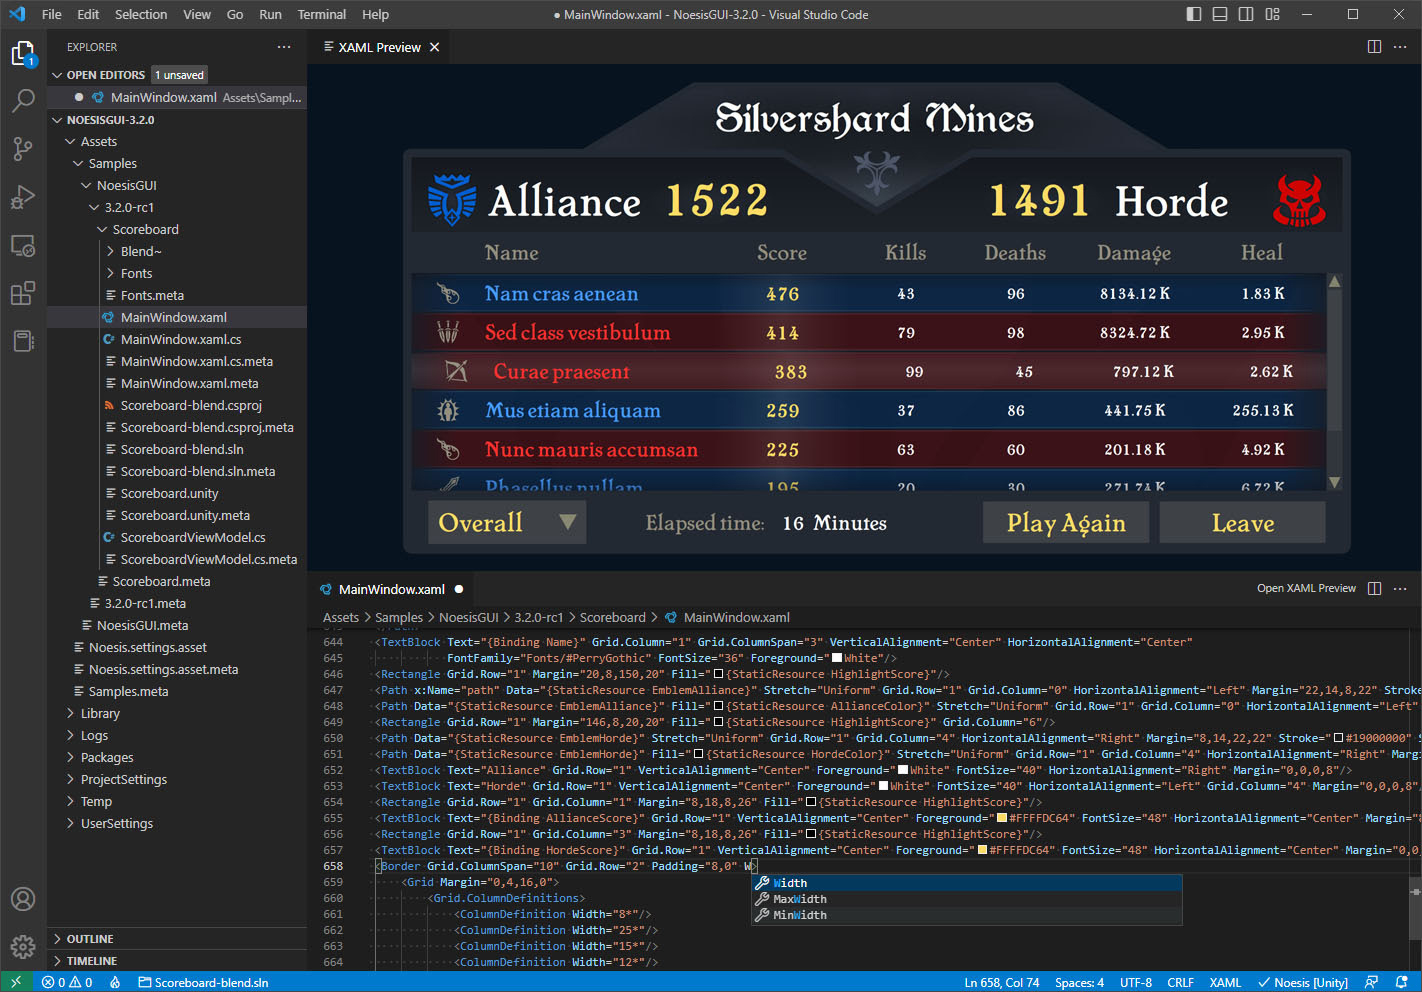 File Edit Selection View Go Run Terminal Help
● MainWindow.xaml - NoesisGUI-3.2.0 - Visual Studio Code
EXPLORER
OPEN EDITORS 1 unsaved
MainWindow.xaml Assets\Sampl...
NOESISGUI-3.2.0
Assets
Samples
NoesisGUI
3.2.0-rc1
Scoreboard
Blend~
Fonts
Fonts.meta
MainWindow.xaml
MainWindow.xaml.cs
MainWindow.xaml.cs.meta
MainWindow.xaml.meta
Scoreboard-blend.csproj
Scoreboard-blend.csproj.meta
Scoreboard-blend.sln
Scoreboard-blend.sln.meta
Scoreboard.unity
Scoreboard.unity.meta
ScoreboardViewModel.cs
ScoreboardViewModel.cs.meta
Scoreboard.meta
3.2.0-rc1.meta
NoesisGUI.meta
Noesis.settings.asset
Noesis.settings.asset.meta
Samples.meta
Library
Logs
Packages
ProjectSettings
Temp
UserSettings
OUTLINE
TIMELINE
1
XAML Preview
Silvershard Mines
Alliance 1522 1491 Horde
Name Score Kills Deaths Damage Heal
Nam cras aenean 476 43 96 8134.12 K 1.83 K
Sed class vestibulum 414 79 98 8324.72 K 2.95 K
Curae praesent 383 99 45 797.12 K 2.62 K
Mus etiam aliquam 259 37 86 441.75 K 255.13 K
Nunc mauris accumsan 225 63 60 201.18 K 4.92 K
Phasellus nullam 195 20 30 271.74 K 6.72 K
Overall Elapsed time: 16 Minutes Play Again Leave
MainWindow.xaml ● Open XAML Preview
Assets > Samples > NoesisGUI > 3.2.0-rc1 > Scoreboard > MainWindow.xaml
644 <TextBlock Text="{Binding Name}" Grid.Column="1" Grid.ColumnSpan="3" VerticalAlignment="Center" HorizontalAlignment="Center"
645 FontFamily="Fonts/#PerryGothic" FontSize="36" Foreground="White"/>
646 <Rectangle Grid.Row="1" Margin="20,8,150,20" Fill="{StaticResource HighlightScore}"/>
647 <Path x:Name="path" Data="{StaticResource EmblemAlliance}" Stretch="Uniform" Grid.Row="1" Grid.Column="0" HorizontalAlignment="Left" Margin="22,14,8,22" Stroke
648 <Path Data="{StaticResource EmblemAlliance}" Fill="{StaticResource AllianceColor}" Stretch="Uniform" Grid.Row="1" Grid.Column="0" HorizontalAlignment="Left"
649 <Rectangle Grid.Row="1" Margin="146,8,20,20" Fill="{StaticResource HighlightScore}" Grid.Column="6"/>
650 <Path Data="{StaticResource EmblemHorde}" Stretch="Uniform" Grid.Row="1" Grid.Column="4" HorizontalAlignment="Right" Margin="8,14,22,22" Stroke="#19000000" S
651 <Path Data="{StaticResource EmblemHorde}" Fill="{StaticResource HordeColor}" Stretch="Uniform" Grid.Row="1" Grid.Column="4" HorizontalAlignment="Right" Margi
652 <TextBlock Text="Alliance" Grid.Row="1" VerticalAlignment="Center" Foreground="White" FontSize="40" HorizontalAlignment="Right" Margin="0,0,0,8"/>
653 <TextBlock Text="Horde" Grid.Row="1" VerticalAlignment="Center" Foreground="White" FontSize="40" HorizontalAlignment="Left" Grid.Column="4" Margin="0,0,0,8"/
654 <Rectangle Grid.Row="1" Grid.Column="1" Margin="8,18,8,26" Fill="{StaticResource HighlightScore}"/>
655 <TextBlock Text="{Binding AllianceScore}" Grid.Row="1" VerticalAlignment="Center" Foreground="#FFFFDC64" FontSize="48" HorizontalAlignment="Center" Margin="8
656 <Rectangle Grid.Row="1" Grid.Column="3" Margin="8,18,8,26" Fill="{StaticResource HighlightScore}"/>
657 <TextBlock Text="{Binding HordeScore}" Grid.Row="1" VerticalAlignment="Center" Foreground="#FFFFDC64" FontSize="48" HorizontalAlignment="Center" Margin="0,0,
658 <Border Grid.ColumnSpan="10" Grid.Row="2" Padding="8,0" W>
659 <Grid Margin="0,4,16,0">
660 <Grid.ColumnDefinitions>
661 <ColumnDefinition Width="8*"/>
662 <ColumnDefinition Width="25*"/>
663 <ColumnDefinition Width="15*"/>
664 <ColumnDefinition Width="12*"/>
Width
MaxWidth
MinWidth
0 0 Scoreboard-blend.sln Ln 658, Col 74 Spaces: 4 UTF-8 CRLF XAML Noesis [Unity]